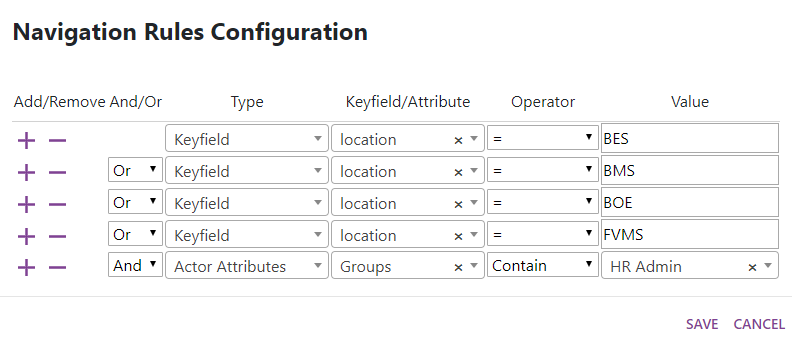 Navigation Rules Configuration
Add/Remove And/Or Type Keyfield/Attribute Operator Value
Keyfield location × = BES
Or Keyfield location × = BMS
Or Keyfield location × = BOE
Or Keyfield location × = FVMS
And Actor Attributes Groups × Contain HR Admin ×
SAVE CANCEL